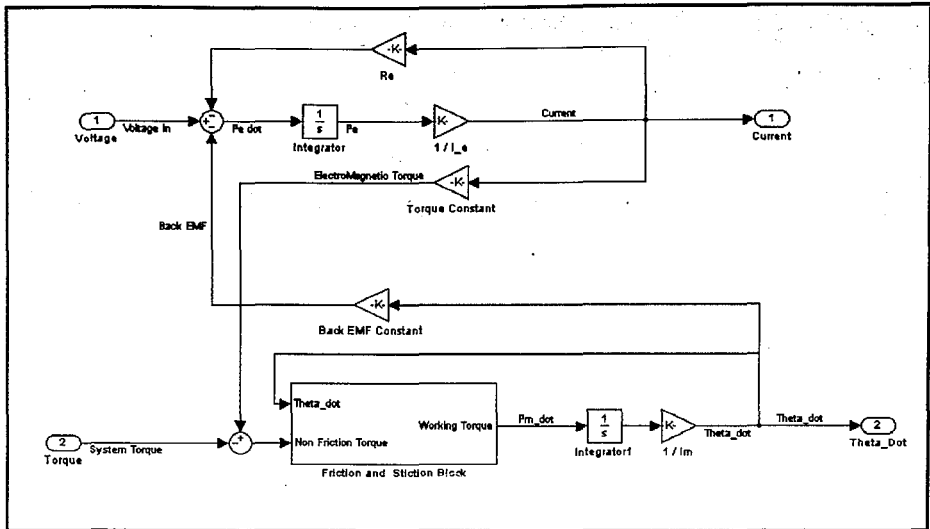 -K-
Re
1
Voltage
Voltage In
Pe dot
1
s
Integrator
Pe
K-
1 / I_e
Current
1
Current
ElectroMagnetic Torque
-K-
Torque Constant
Back EMF
-K-
Back EMF Constant
Theta_dot
Non Friction Torque
Working Torque
Friction and Stiction Block
2
Torque
System Torque
Pm_dot
1
s
Integrator1
K-
1 / Im
Theta_dot
Theta_dot
2
Theta_Dot